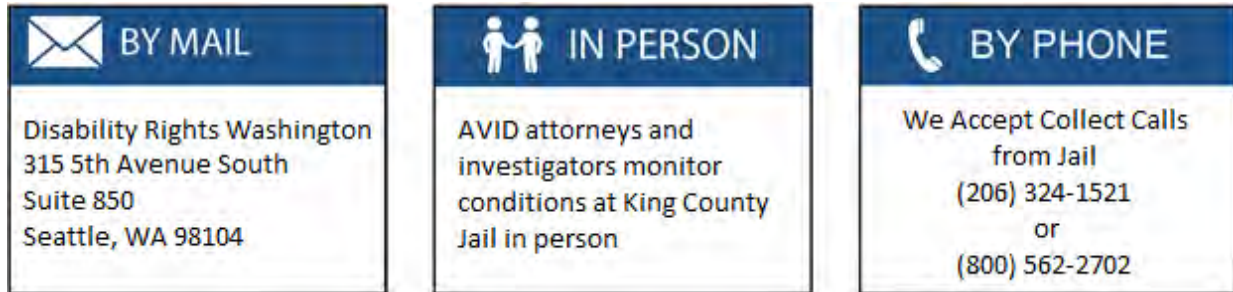 BY MAIL
Disability Rights Washington
315 5th Avenue South
Suite 850
Seattle, WA 98104
IN PERSON
AVID attorneys and
investigators monitor
conditions at King County
Jail in person
BY PHONE
We Accept Collect Calls
from Jail
(206) 324-1521
or
(800) 562-2702